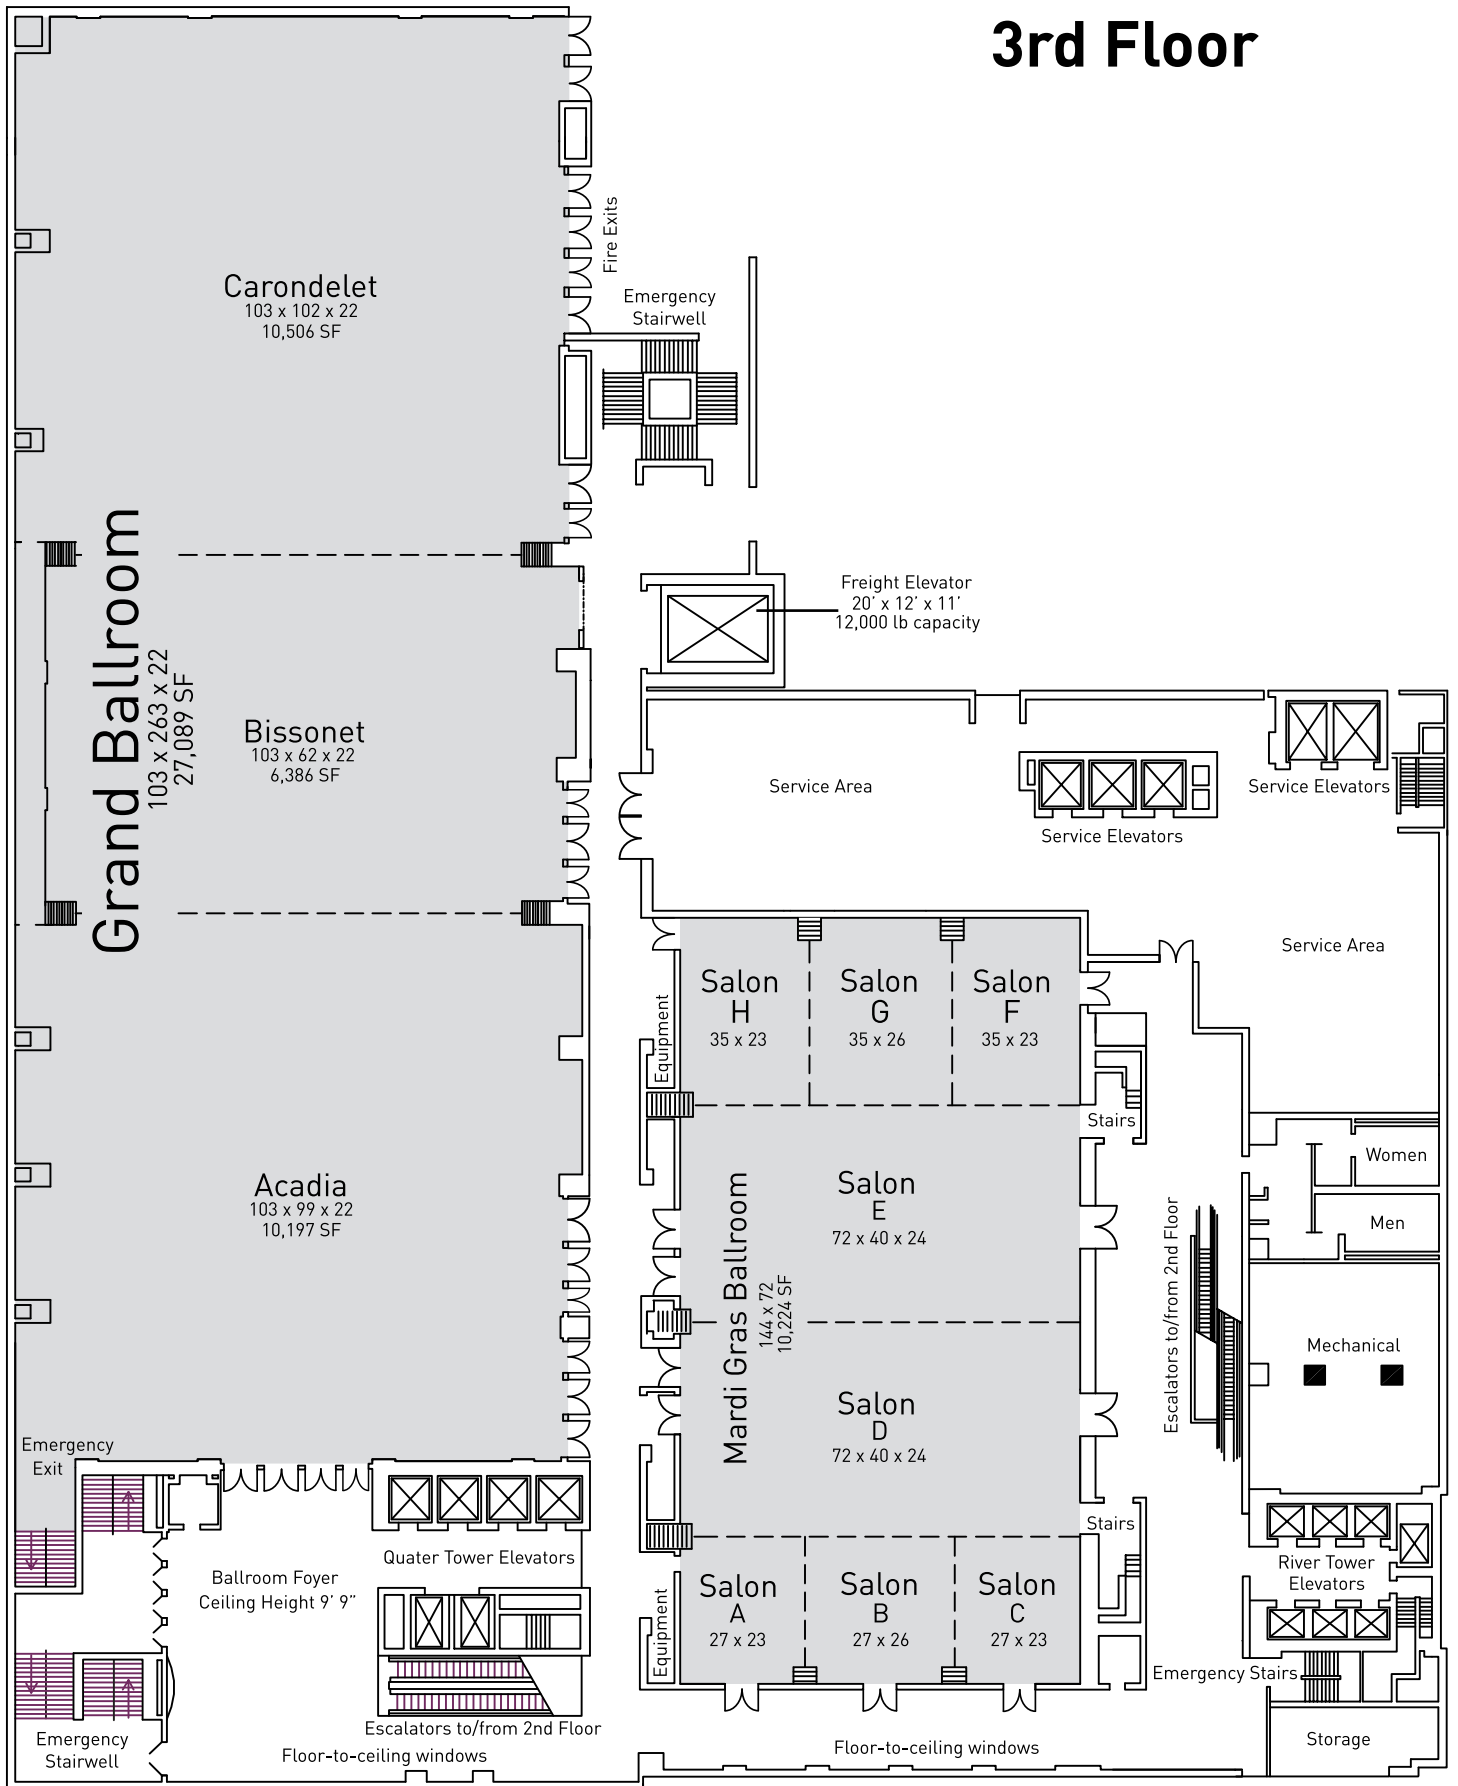 3rd Floor
Carondelet
103 x 102 x 22
10,506 SF
Fire Exits
Emergency
Stairwell
Grand Ballroom
103 x 263 x 22
27,089 SF
Freight Elevator
20’ x 12’ x 11’
12,000 lb capacity
Bissonet
103 x 62 x 22
6,386 SF
Service Area
Service Elevators
Service Elevators
Service Area
Salon
H
35 x 23
Salon
G
35 x 26
Salon
F
35 x 23
Equipment
Stairs
Women
Men
Acadia
103 x 99 x 22
10,197 SF
Salon
E
72 x 40 x 24
Mardi Gras Ballroom
144 x 72
10,224 SF
Escalators to/from 2nd Floor
Mechanical
Salon
D
72 x 40 x 24
Emergency
Exit
Stairs
Quater Tower Elevators
River Tower
Elevators
Ballroom Foyer
Ceiling Height 9’ 9”
Salon
A
27 x 23
Salon
B
27 x 26
Salon
C
27 x 23
Equipment
Emergency Stairs
Escalators to/from 2nd Floor
Emergency
Stairwell
Floor-to-ceiling windows
Floor-to-ceiling windows
Storage